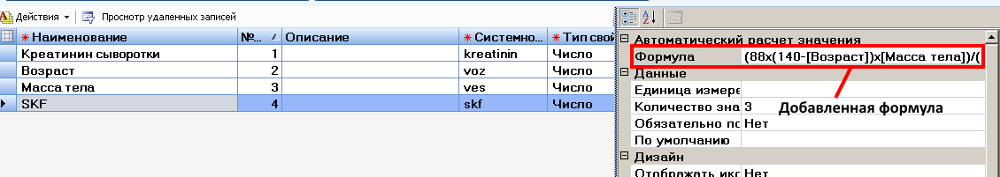 Действия
Просмотр удаленных записей
Наименование №... Описание Системно... Тип свой
Креатинин сыворотки 1 kreatinin Число
Возраст 2 voz Число
Масса тела 3 ves Число
SKF 4 skf Число
Автоматический расчет значения
Формула (88x(140-[Возраст])x[Масса тела])/(
Данные
Единица измере
Количество зна 3
Обязательно по Нет
По умолчанию
Дизайн
Отображать ико Нет
Добавленная формула